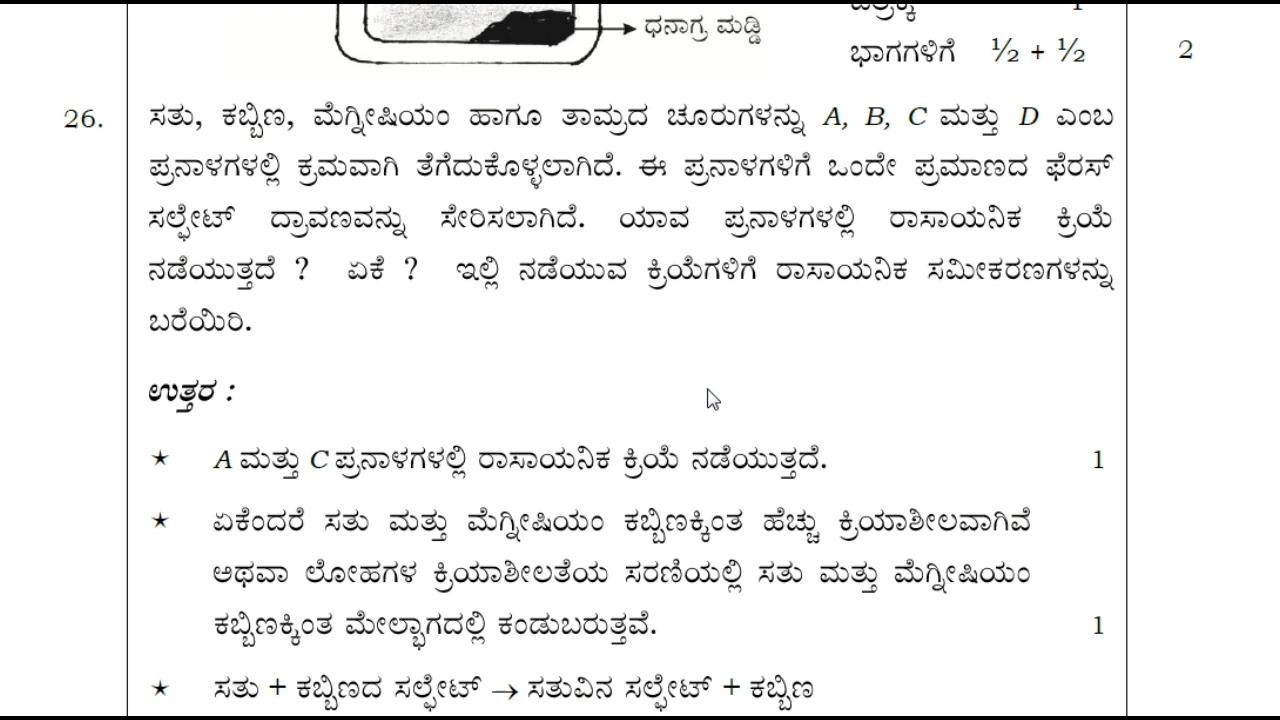 ಧನಾಗ್ರ ಮಡ್ಡಿ
ಭಾಗಗಳಿಗೆ ½ + ½ 2
26. ಸತು, ಕಬ್ಬಿಣ, ಮೆಗ್ನೀಷಿಯಂ ಹಾಗೂ ತಾಮ್ರದ ಚೂರುಗಳನ್ನು A, B, C ಮತ್ತು D ಎಂಬ
ಪ್ರನಾಳಗಳಲ್ಲಿ ಕ್ರಮವಾಗಿ ತೆಗೆದುಕೊಳ್ಳಲಾಗಿದೆ. ಈ ಪ್ರನಾಳಗಳಿಗೆ ಒಂದೇ ಪ್ರಮಾಣದ ಫೆರಸ್
ಸಲ್ಫೇಟ್ ದ್ರಾವಣವನ್ನು ಸೇರಿಸಲಾಗಿದೆ. ಯಾವ ಪ್ರನಾಳಗಳಲ್ಲಿ ರಾಸಾಯನಿಕ ಕ್ರಿಯೆ
ನಡೆಯುತ್ತದೆ ? ಏಕೆ ? ಇಲ್ಲಿ ನಡೆಯುವ ಕ್ರಿಯೆಗಳಿಗೆ ರಾಸಾಯನಿಕ ಸಮೀಕರಣಗಳನ್ನು
ಬರೆಯಿರಿ.
ಉತ್ತರ :
★ A ಮತ್ತು C ಪ್ರನಾಳಗಳಲ್ಲಿ ರಾಸಾಯನಿಕ ಕ್ರಿಯೆ ನಡೆಯುತ್ತದೆ. 1
★ ಏಕೆಂದರೆ ಸತು ಮತ್ತು ಮೆಗ್ನೀಷಿಯಂ ಕಬ್ಬಿಣಕ್ಕಿಂತ ಹೆಚ್ಚು ಕ್ರಿಯಾಶೀಲವಾಗಿವೆ
ಅಥವಾ ಲೋಹಗಳ ಕ್ರಿಯಾಶೀಲತೆಯ ಸರಣಿಯಲ್ಲಿ ಸತು ಮತ್ತು ಮೆಗ್ನೀಷಿಯಂ
ಕಬ್ಬಿಣಕ್ಕಿಂತ ಮೇಲ್ಭಾಗದಲ್ಲಿ ಕಂಡುಬರುತ್ತವೆ. 1
★ ಸತು + ಕಬ್ಬಿಣದ ಸಲ್ಫೇಟ್ → ಸತುವಿನ ಸಲ್ಫೇಟ್ + ಕಬ್ಬಿಣ